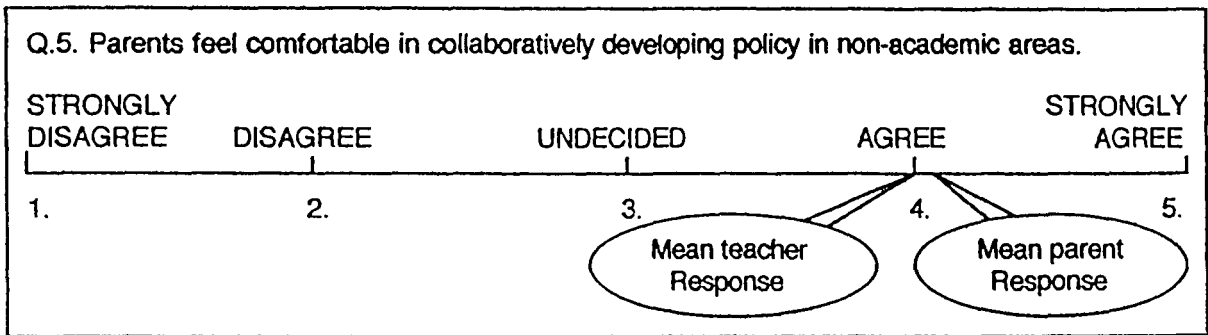 Q.5. Parents feel comfortable in collaboratively developing policy in non-academic areas.
STRONGLY DISAGREE
DISAGREE
UNDECIDED
AGREE
STRONGLY AGREE
1.
2.
3.
4.
5.
Mean teacher
Response
Mean parent
Response